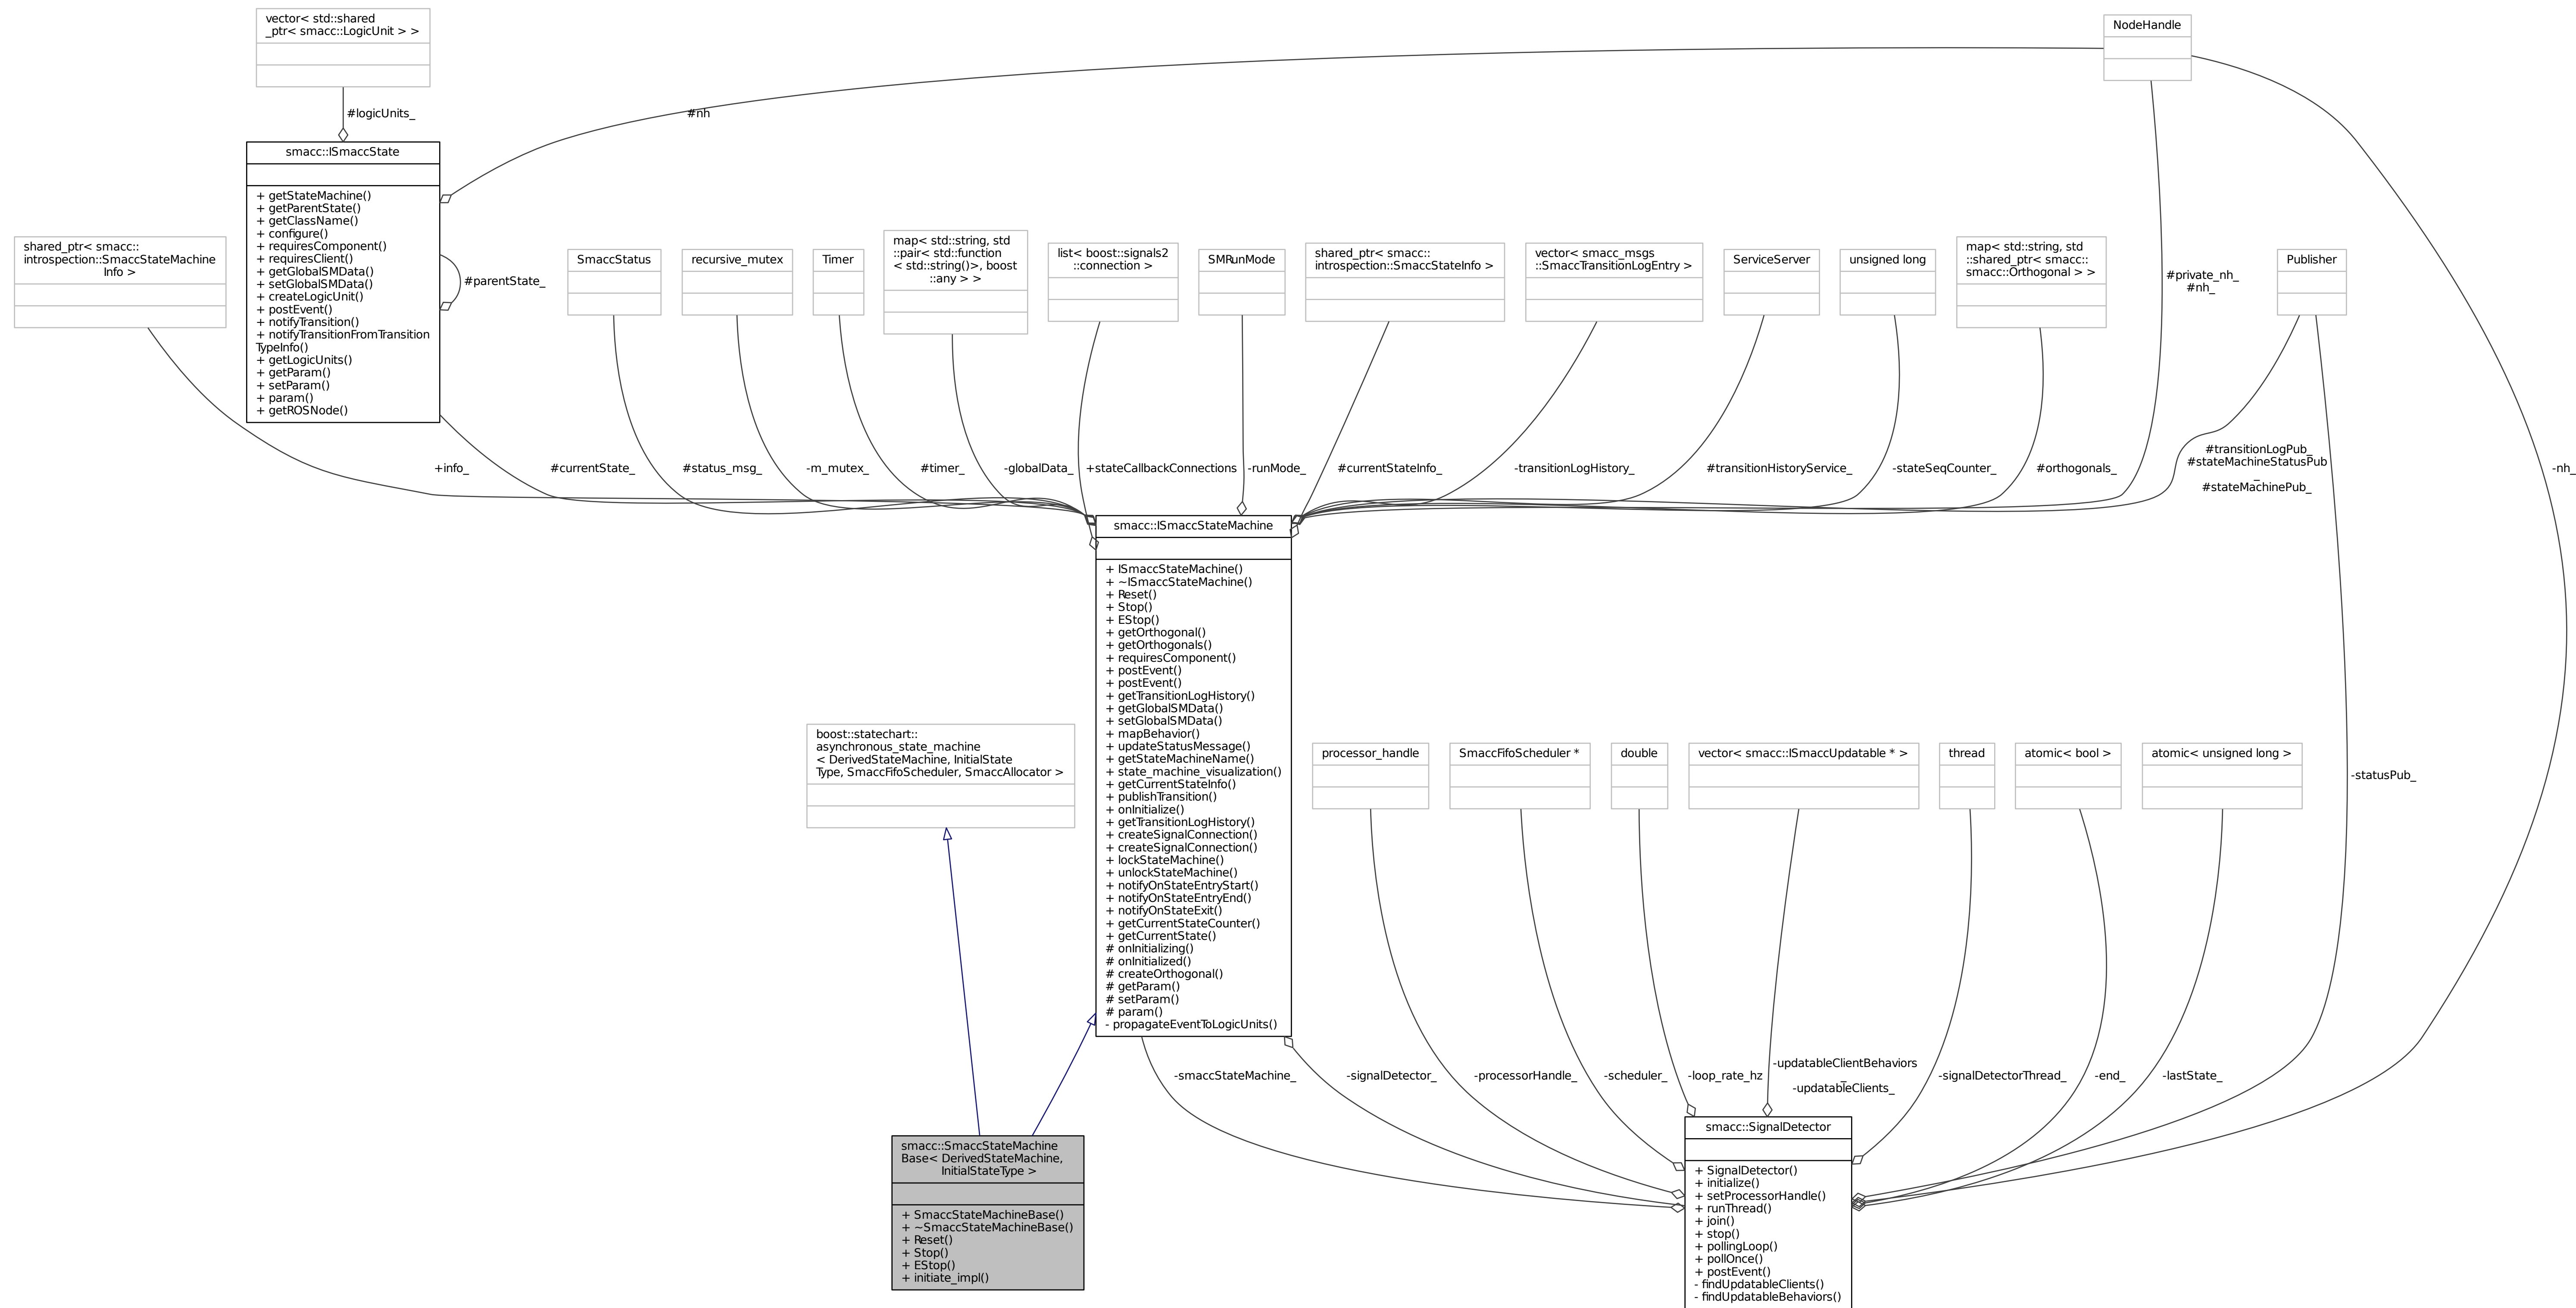 vector< std::shared
_ptr< smacc::LogicUnit > >
NodeHandle
#logicUnits_
#nh
smacc::ISmaccState
+ getStateMachine()
+ getParentState()
+ getClassName()
+ configure()
+ requiresComponent()
+ requiresClient()
+ getGlobalSMData()
+ setGlobalSMData()
+ createLogicUnit()
+ postEvent()
+ notifyTransition()
+ notifyTransitionFromTransition
TypeInfo()
+ getLogicUnits()
+ getParam()
+ setParam()
+ param()
+ getROSNode()
#parentState_
shared_ptr< smacc::
introspection::SmaccStateMachine
Info >
SmaccStatus
recursive_mutex
Timer
map< std::string, std
::pair< std::function
< std::string()>, boost
::any > >
list< boost::signals2
::connection >
SMRunMode
shared_ptr< smacc::
introspection::SmaccStateInfo >
vector< smacc_msgs
::SmaccTransitionLogEntry >
ServiceServer
unsigned long
map< std::string, std
::shared_ptr< smacc::
smacc::Orthogonal > >
#private_nh_
#nh_
Publisher
+info_
#currentState_
#status_msg_
-m_mutex_
#timer_
-globalData_
+stateCallbackConnections
-runMode_
#currentStateInfo_
-transitionLogHistory_
#transitionHistoryService_
-stateSeqCounter_
#orthogonals_
#transitionLogPub_
#stateMachineStatusPub
_
#stateMachinePub_
-nh_
smacc::ISmaccStateMachine
+ ISmaccStateMachine()
+ ~ISmaccStateMachine()
+ Reset()
+ Stop()
+ EStop()
+ getOrthogonal()
+ getOrthogonals()
+ requiresComponent()
+ postEvent()
+ postEvent()
+ getTransitionLogHistory()
+ getGlobalSMData()
+ setGlobalSMData()
+ mapBehavior()
+ updateStatusMessage()
+ getStateMachineName()
+ state_machine_visualization()
+ getCurrentStateInfo()
+ publishTransition()
+ onInitialize()
+ getTransitionLogHistory()
+ createSignalConnection()
+ createSignalConnection()
+ lockStateMachine()
+ unlockStateMachine()
+ notifyOnStateEntryStart()
+ notifyOnStateEntryEnd()
+ notifyOnStateExit()
+ getCurrentStateCounter()
+ getCurrentState()
# onInitializing()
# onInitialized()
# createOrthogonal()
# getParam()
# setParam()
# param()
- propagateEventToLogicUnits()
boost::statechart::
asynchronous_state_machine
< DerivedStateMachine, InitialState
Type, SmaccFifoScheduler, SmaccAllocator >
processor_handle
SmaccFifoScheduler *
double
vector< smacc::ISmaccUpdatable * >
thread
atomic< bool >
atomic< unsigned long >
-statusPub_
-smaccStateMachine_
-signalDetector_
-processorHandle_
-scheduler_
-loop_rate_hz
-updatableClientBehaviors
_
-updatableClients_
-signalDetectorThread_
-end_
-lastState_
smacc::SmaccStateMachine
Base< DerivedStateMachine,
InitialStateType >
+ SmaccStateMachineBase()
+ ~SmaccStateMachineBase()
+ Reset()
+ Stop()
+ EStop()
+ initiate_impl()
smacc::SignalDetector
+ SignalDetector()
+ initialize()
+ setProcessorHandle()
+ runThread()
+ join()
+ stop()
+ pollingLoop()
+ pollOnce()
+ postEvent()
- findUpdatableClients()
- findUpdatableBehaviors()